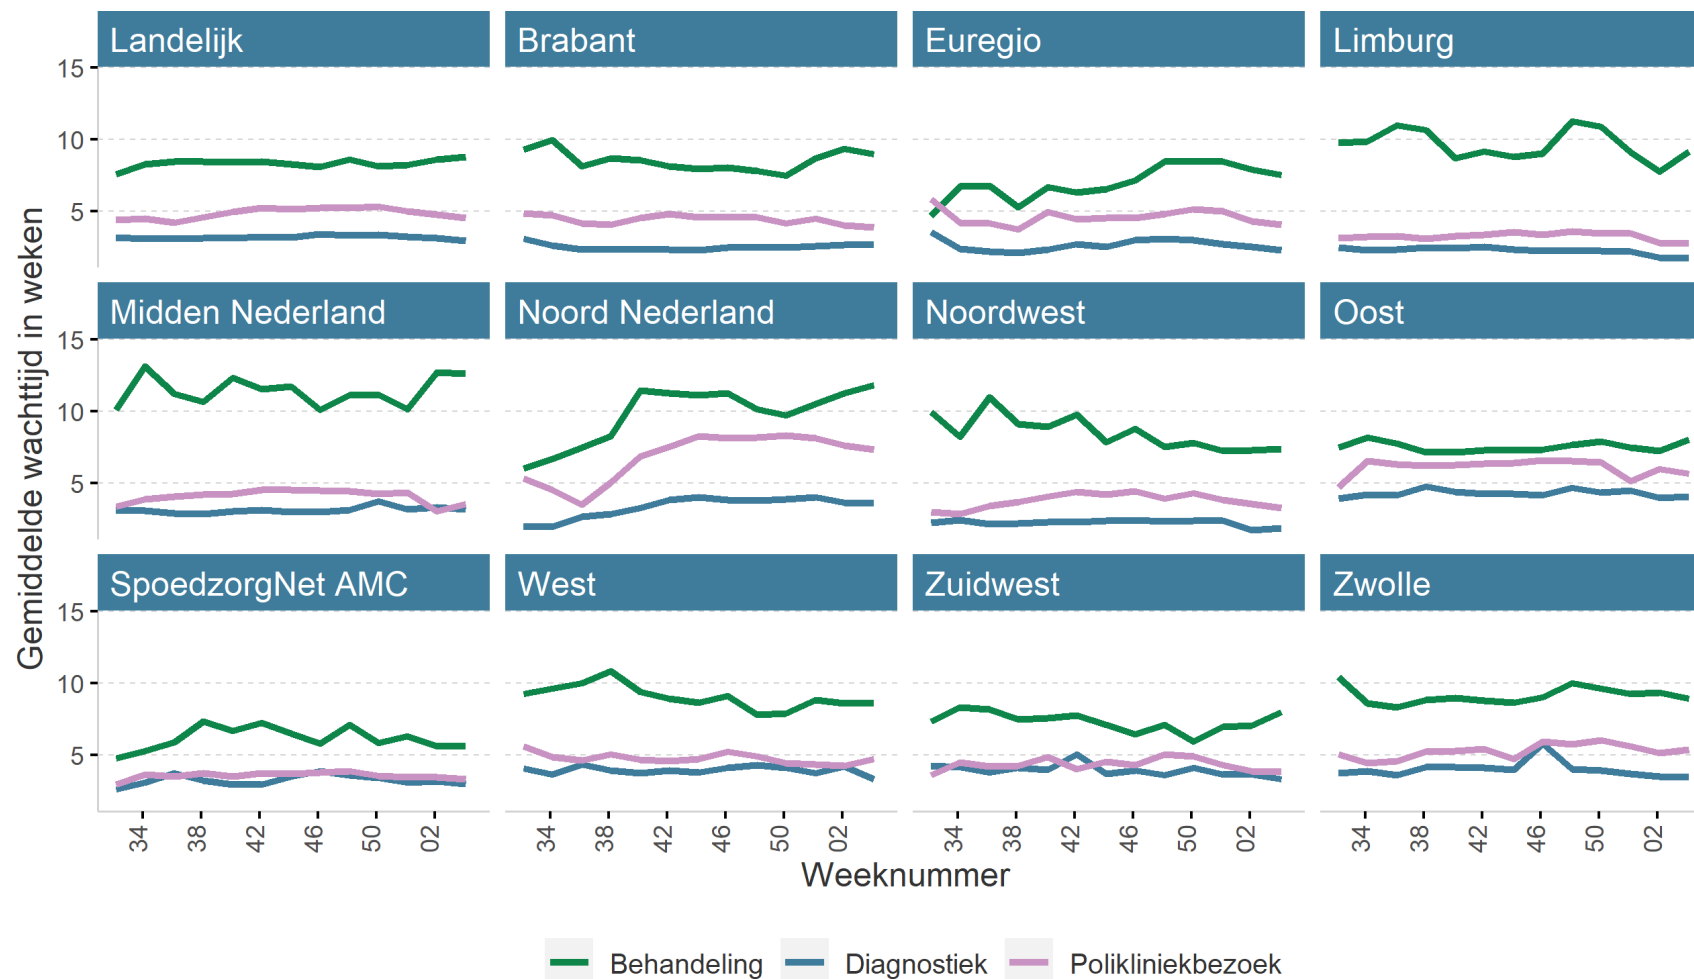 Landelijk Brabant Euregio Limburg
15
10
5
Midden Nederland Noord Nederland Noordwest Oost
15
10
5
SpoedzorgNet AMC West Zuidwest Zwolle
15
10
5
Gemiddelde wachttijd in weken
34 38 42 46 50 02 34 38 42 46 50 02 34 38 42 46 50 02 34 38 42 46 50 02
Weeknummer
Behandeling Diagnostiek Polikliniekbezoek